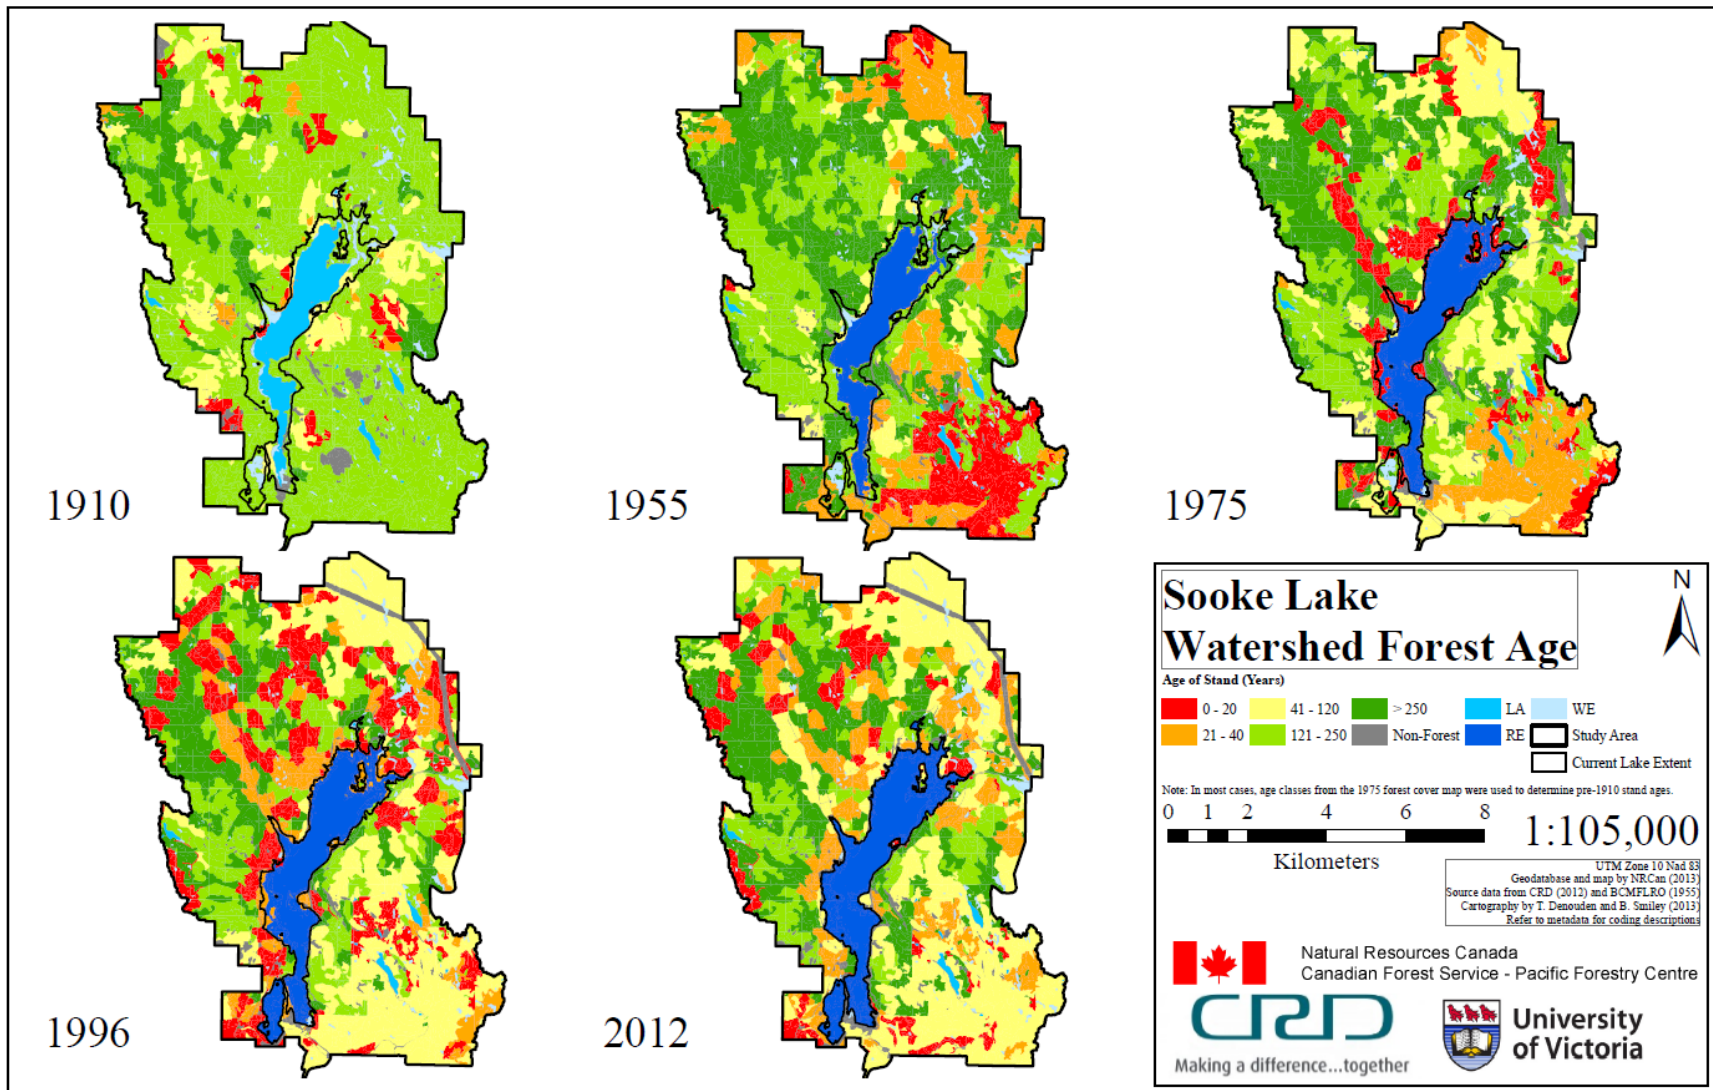 1910
1955
1975
1996
2012
Sooke Lake
Watershed Forest Age
N
Age of Stand (Years)
0 - 20
41 - 120
> 250
LA
WE
21 - 40
121 - 250
Non-Forest
RE
Study Area
Current Lake Extent
Note: In most cases, age classes from the 1975 forest cover map were used to determine pre-1910 stand ages.
0 1 2 4 6 8
1:105,000
Kilometers
UTM Zone 10 Nad 83
Geodatabase and map by NRCan (2013)
Source data from CRD (2012) and BCMFLRO (1955)
Cartography by T. Denouden and B. Smiley (2013)
Refer to metadata for coding descriptions
Natural Resources Canada
Canadian Forest Service - Pacific Forestry Centre
CRD
Making a difference...together
University
of Victoria